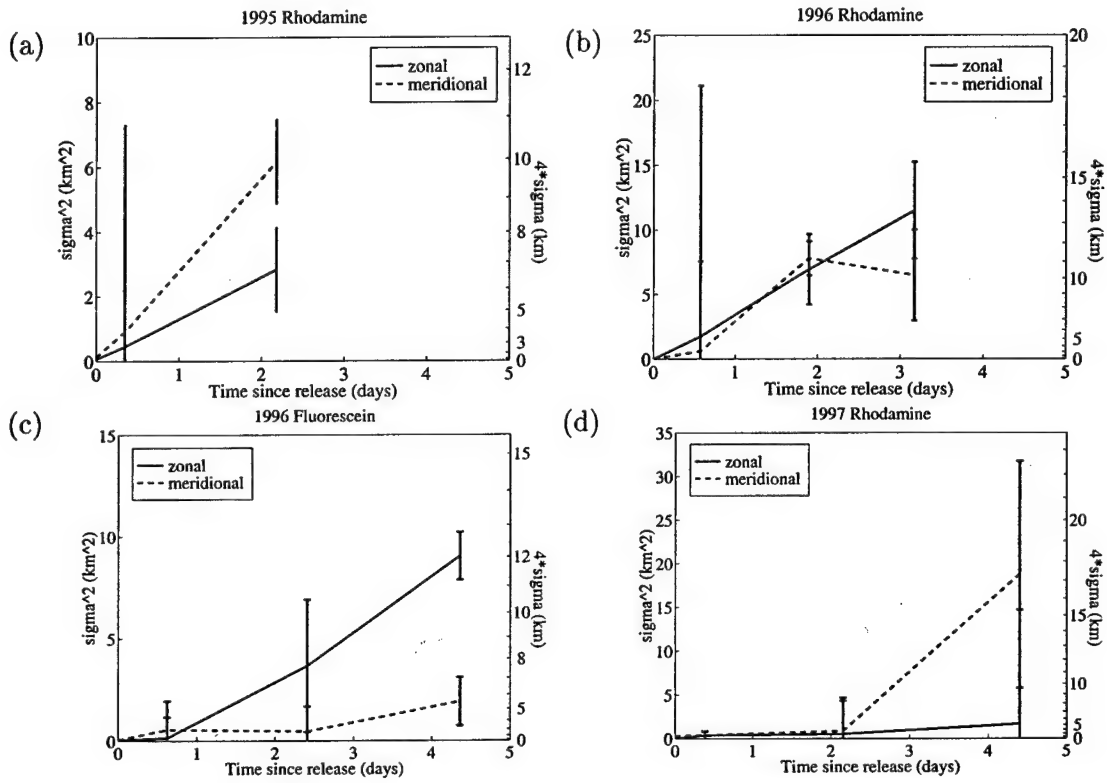 (a)
1995 Rhodamine
zonal
meridional
10
8
6
4
2
0
sigma^2 (km^2)
12
10
8
5
3
0
4*sigma (km)
0 1 2 3 4 5
Time since release (days)
(b)
1996 Rhodamine
zonal
meridional
25
20
15
10
5
0
sigma^2 (km^2)
20
15
10
5
0
4*sigma (km)
0 1 2 3 4 5
Time since release (days)
(c)
1996 Fluorescein
zonal
meridional
15
10
5
0
sigma^2 (km^2)
15
12
10
8
5
3
0
4*sigma (km)
0 1 2 3 4 5
Time since release (days)
(d)
1997 Rhodamine
zonal
meridional
35
30
25
20
15
10
5
0
sigma^2 (km^2)
20
15
10
5
3
0
4*sigma (km)
0 1 2 3 4 5
Time since release (days)